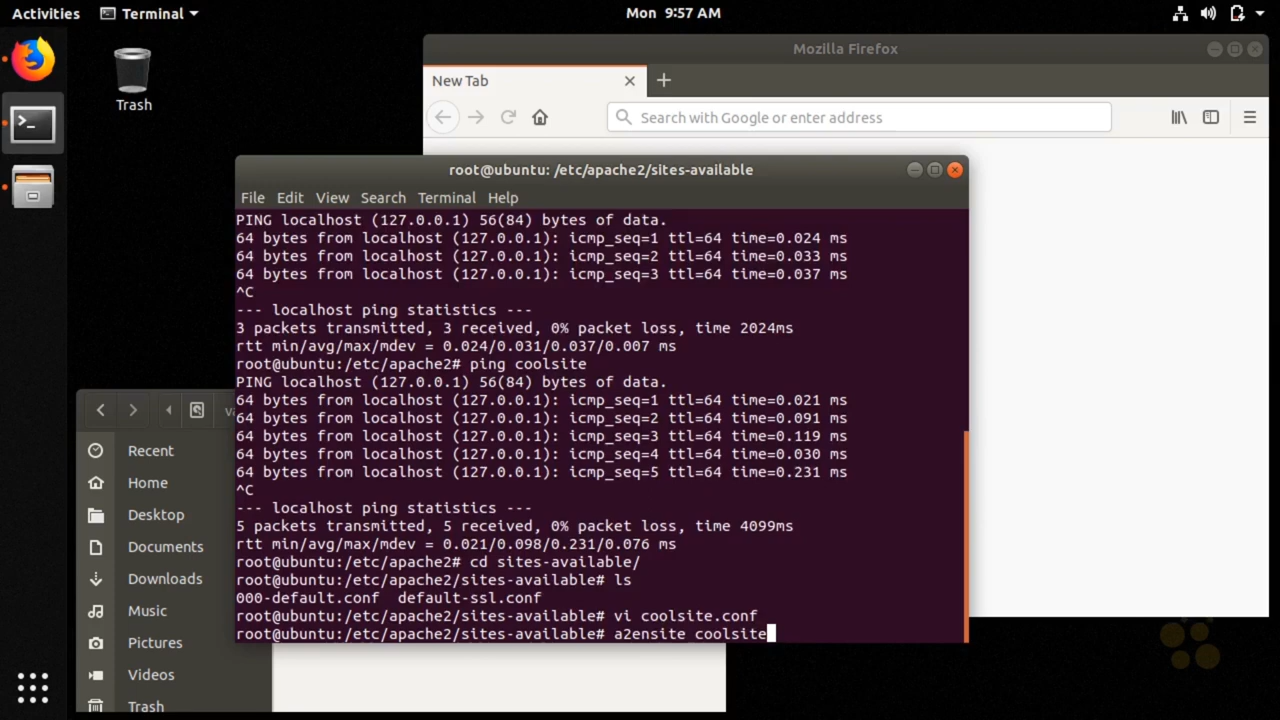 Activities
Terminal
Mon 9:57 AM
Trash
Mozilla Firefox
New Tab
Search with Google or enter address
root@ubuntu: /etc/apache2/sites-available
File Edit View Search Terminal Help
PING localhost (127.0.0.1) 56(84) bytes of data.
64 bytes from localhost (127.0.0.1): icmp_seq=1 ttl=64 time=0.024 ms
64 bytes from localhost (127.0.0.1): icmp_seq=2 ttl=64 time=0.033 ms
64 bytes from localhost (127.0.0.1): icmp_seq=3 ttl=64 time=0.037 ms
^C
--- localhost ping statistics ---
3 packets transmitted, 3 received, 0% packet loss, time 2024ms
rtt min/avg/max/mdev = 0.024/0.031/0.037/0.007 ms
root@ubuntu:/etc/apache2# ping coolsite
PING localhost (127.0.0.1) 56(84) bytes of data.
64 bytes from localhost (127.0.0.1): icmp_seq=1 ttl=64 time=0.021 ms
64 bytes from localhost (127.0.0.1): icmp_seq=2 ttl=64 time=0.091 ms
64 bytes from localhost (127.0.0.1): icmp_seq=3 ttl=64 time=0.119 ms
64 bytes from localhost (127.0.0.1): icmp_seq=4 ttl=64 time=0.030 ms
64 bytes from localhost (127.0.0.1): icmp_seq=5 ttl=64 time=0.231 ms
^C
--- localhost ping statistics ---
5 packets transmitted, 5 received, 0% packet loss, time 4099ms
rtt min/avg/max/mdev = 0.021/0.098/0.231/0.076 ms
root@ubuntu:/etc/apache2# cd sites-available/
root@ubuntu:/etc/apache2/sites-available# ls
000-default.conf  default-ssl.conf
root@ubuntu:/etc/apache2/sites-available# vi coolsite.conf
root@ubuntu:/etc/apache2/sites-available# a2ensite coolsite
Recent
Home
Desktop
Documents
Downloads
Music
Pictures
Videos
Trash